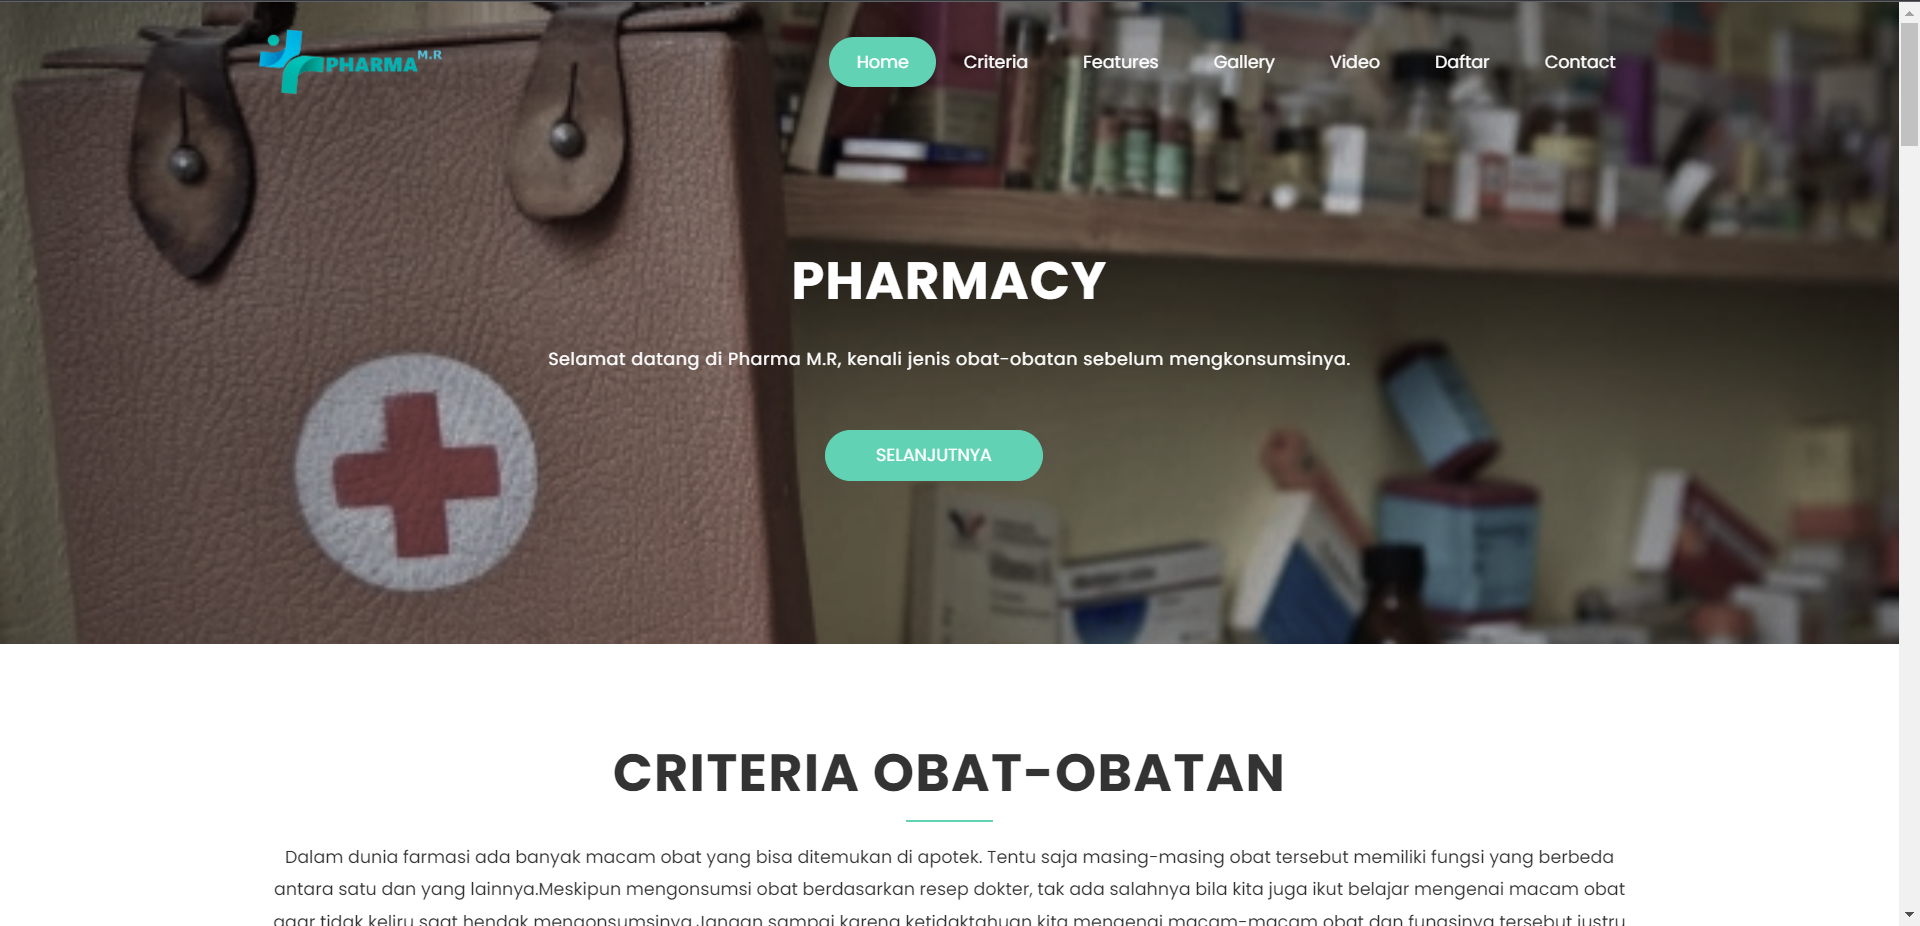 PHARMA M.R
Home Criteria Features Gallery Video Daftar Contact
PHARMACY
Selamat datang di Pharma M.R, kenali jenis obat-obatan sebelum mengkonsumsinya.
SELANJUTNYA
CRITERIA OBAT-OBATAN
Dalam dunia farmasi ada banyak macam obat yang bisa ditemukan di apotek. Tentu saja masing-masing obat tersebut memiliki fungsi yang berbeda
antara satu dan yang lainnya.Meskipun mengonsumsi obat berdasarkan resep dokter, tak ada salahnya bila kita juga ikut belajar mengenai macam obat
agar tidak keliru saat hendak mengonsumsinya.Jangan sampai karena ketidaktahuan kita mengenai macam-macam obat dan fungsinya tersebut justru